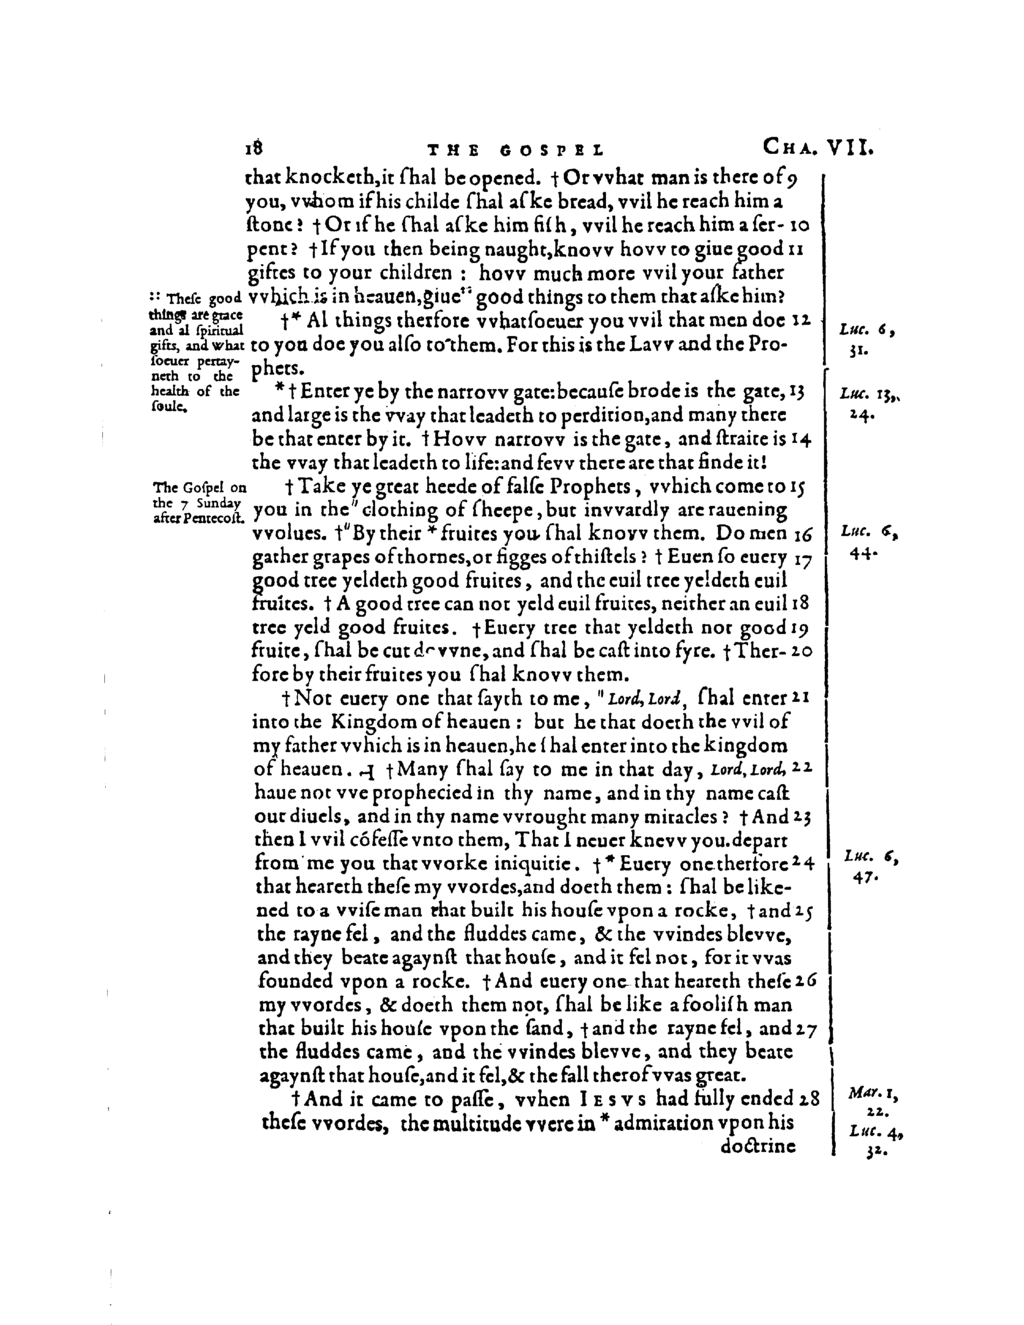 18 THE GOSPEL CHA. VII.
that knocketh, it ſhal be opened. † Or vvhat man is there of 9
you, vvhom if his childe ſhal aſke bread, vvil he reach him a
ſtone? † Or if he ſhal aſke him fiſh, vvil he reach him a ſer- 10
pent? † If you then being naught, knovv hovv to giue good 11
giftes to your children : hovv much more vvil your father
vvhich is in heauen, giue :: good things to them that aſke him?
† * Al things therfore vvhatſoeuer you vvil that men doe 12
to you doe you alſo to them. For this is the Lavv and the Pro-
phets.
* † Enter ye by the narrovv gate: becauſe brode is the gate, 13
and large is the vvay that leadeth to perdition, and many there
be that enter by it. † Hovv narrovv is the gate, and ſtraite is 14
the vvay that leadeth to life: and fevv there are that finde it!
† Take ye great heede of falſe Prophets, vvhich come to 15
you in the " clothing of ſheepe, but invvardly are rauening
vvolues. † " By their * fruites you ſhal knovv them. Do men 16
gather grapes of thornes, or figges of thiſtels? † Euen ſo euery 17
good tree yeldeth good fruites, and the euil tree yeldeth euil
fruites. † A good tree can not yeld euil fruites, neither an euil 18
tree yeld good fruites. † Euery tree that yeldeth not good 19
fruite, ſhal be cut dovvne, and ſhal be caſt into fyre. † Ther- 20
fore by their fruites you ſhal knovv them.
† Not euery one that ſayth to me, " Lord, Lord, ſhal enter 21
into the Kingdom of heauen : but he that doeth the vvil of
my father vvhich is in heauen, he ſhal enter into the kingdom
of heauen. † Many ſhal ſay to me in that day, Lord, Lord, 22
haue not vve prophecied in thy name, and in thy name caſt
out diuels, and in thy name vvrought many miracles? † And 23
then I vvil cõfeſſe vnto them, That I neuer knevv you. depart
from me you that vvorke iniquitie. † * Euery one therfore 24
that heareth theſe my vvordes, and doeth them : ſhal be like-
ned to a vviſe man that built his houſe vpon a rocke, † and 25
the rayne fel, and the fluddes came, & the vvindes blevve,
and they beate agaynſt that houſe, and it fel not, for it vvas
founded vpon a rocke. † And euery one that heareth theſe 26
my vvordes, & doeth them not, ſhal be like a fooliſh man
that built his houſe vpon the ſand, † and the rayne fel, and 27
the fluddes came, and the vvindes blevve, and they beate
agaynſt that houſe, and it fel, & the fall therof vvas great.
† And it came to paſſe, vvhen IESVS had fully ended 28
theſe vvordes, the multitude vvere in * admiration vpon his
doctrine
:: Theſe good
things are grace
and al ſpiritual
gifts, and what
ſoeuer pertay-
neth to the
health of the
ſoule.
The Goſpel on
the 7 Sunday
after Pentecoſt.
Luc. 6,
31.
Luc. 13,
24.
Luc. 6,
44.
Luc. 6,
47.
Mar. 1,
22.
Luc. 4,
32.